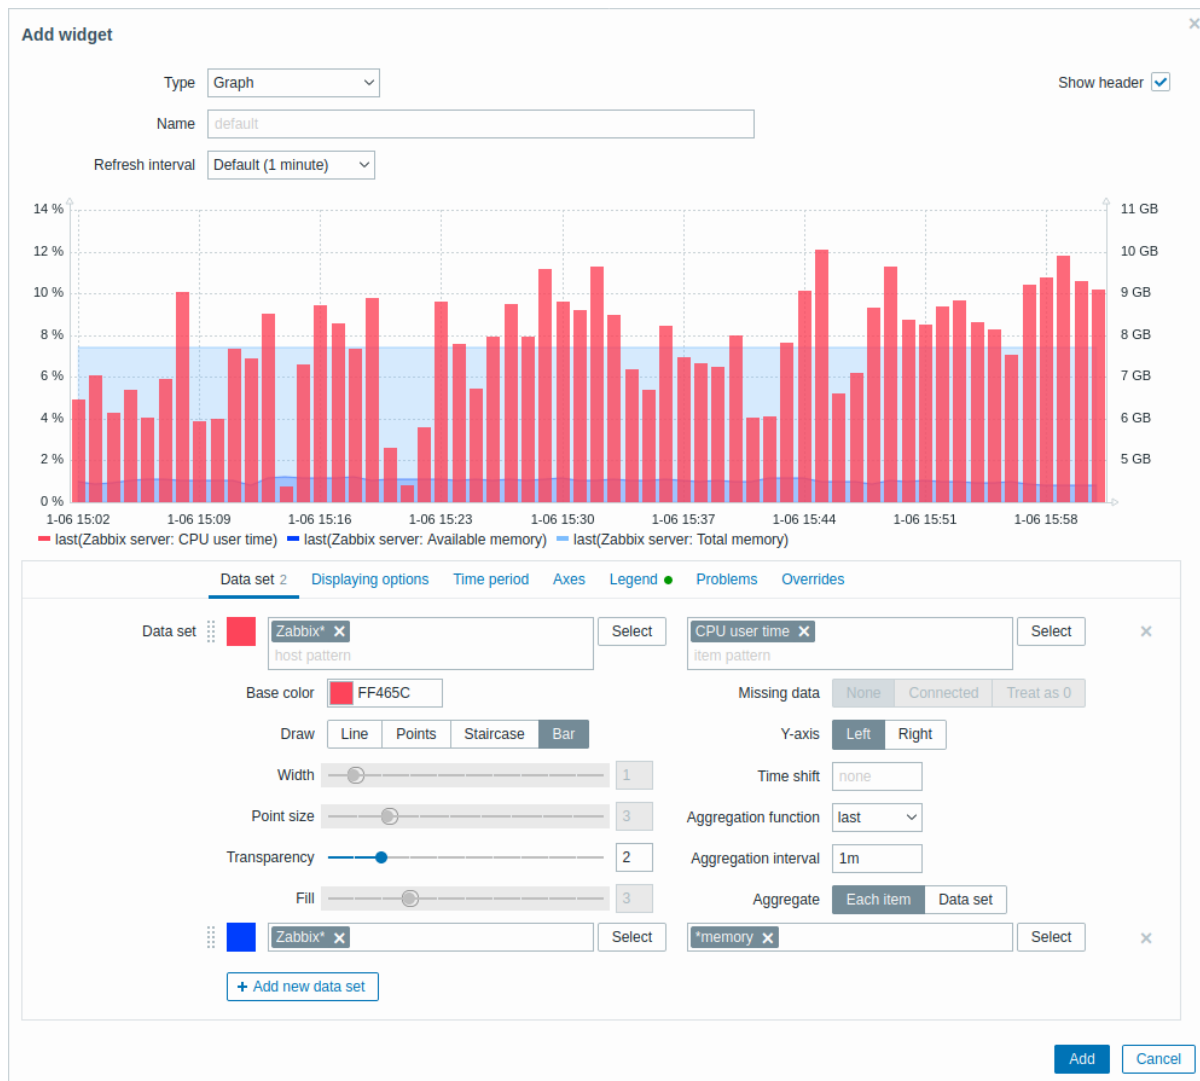 Add widget
Type Graph Show header
Name default
Refresh interval Default (1 minute)
14 % 11 GB
12 % 10 GB
10 % 9 GB
8 % 8 GB
6 % 7 GB
4 % 6 GB
2 % 5 GB
0 %
1-06 15:02 1-06 15:09 1-06 15:16 1-06 15:23 1-06 15:30 1-06 15:37 1-06 15:44 1-06 15:51 1-06 15:58
last(Zabbix server: CPU user time) last(Zabbix server: Available memory) last(Zabbix server: Total memory)
Data set 2 Displaying options Time period Axes Legend Problems Overrides
Data set Zabbix* Select CPU user time Select
host pattern item pattern
Base color FF465C Missing data None Connected Treat as 0
Draw Line Points Staircase Bar Y-axis Left Right
Width 1 Time shift none
Point size 3 Aggregation function last
Transparency 2 Aggregation interval 1m
Fill 3 Aggregate Each item Data set
Zabbix* Select *memory Select
+ Add new data set
Add Cancel